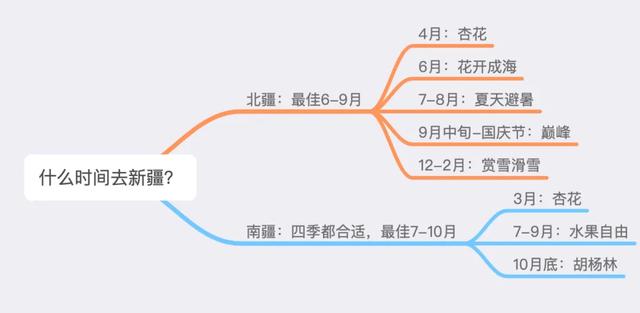 什么时间去新疆？
北疆：最佳6-9月
4月：杏花
6月：花开成海
7-8月：夏天避暑
9月中旬-国庆节：巅峰
12-2月：赏雪滑雪
南疆：四季都合适，最佳7-10月
3月：杏花
7-9月：水果自由
10月底：胡杨林